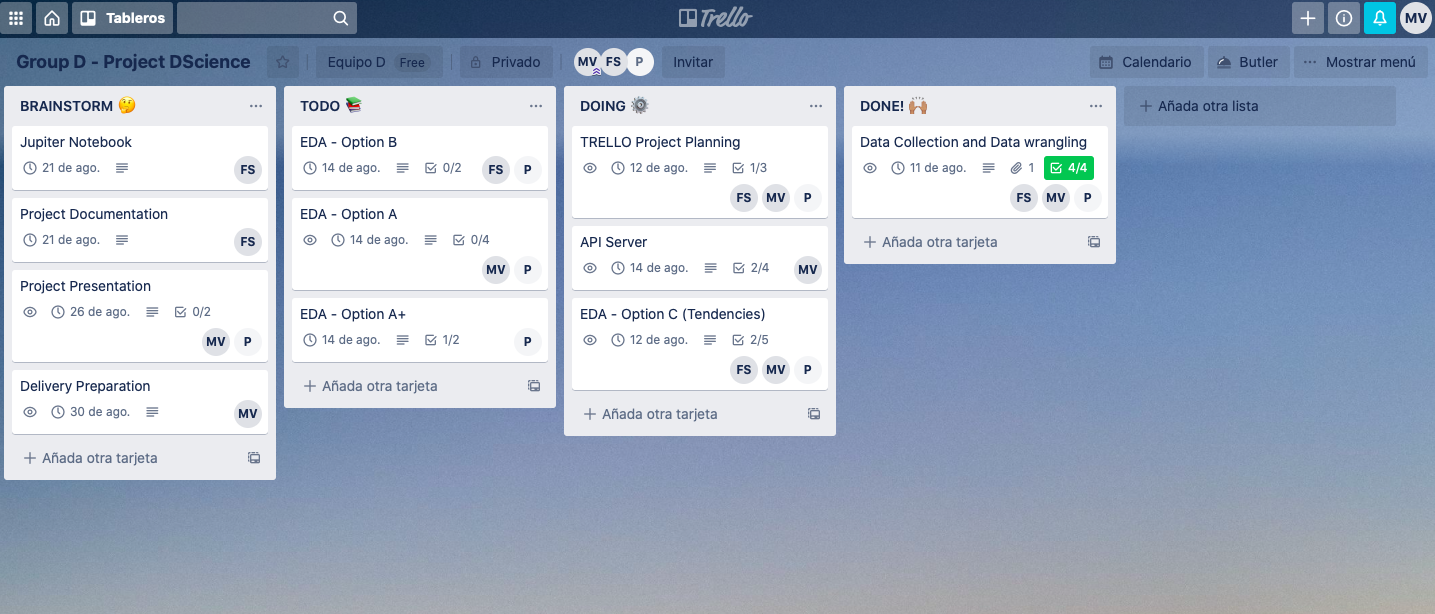 Tableros
Trello
MV
Group D - Project DScience
Equipo D Free
Privado
MV FS P
Invitar
Calendario
Butler
Mostrar menú
BRAINSTORM 🤔
Jupiter Notebook
21 de ago.
FS
Project Documentation
21 de ago.
FS
Project Presentation
26 de ago. 0/2
MV P
Delivery Preparation
30 de ago.
MV
Añada otra tarjeta
TODO 📚
EDA - Option B
14 de ago. 0/2
FS P
EDA - Option A
14 de ago. 0/4
MV P
EDA - Option A+
14 de ago. 1/2
P
Añada otra tarjeta
DOING ⚙️
TRELLO Project Planning
12 de ago. 1/3
FS MV P
API Server
14 de ago. 2/4
MV
EDA - Option C (Tendencies)
12 de ago. 2/5
FS MV P
Añada otra tarjeta
DONE! 🙌🏽
Data Collection and Data wrangling
11 de ago. 1 4/4
FS MV P
Añada otra tarjeta
Añada otra lista